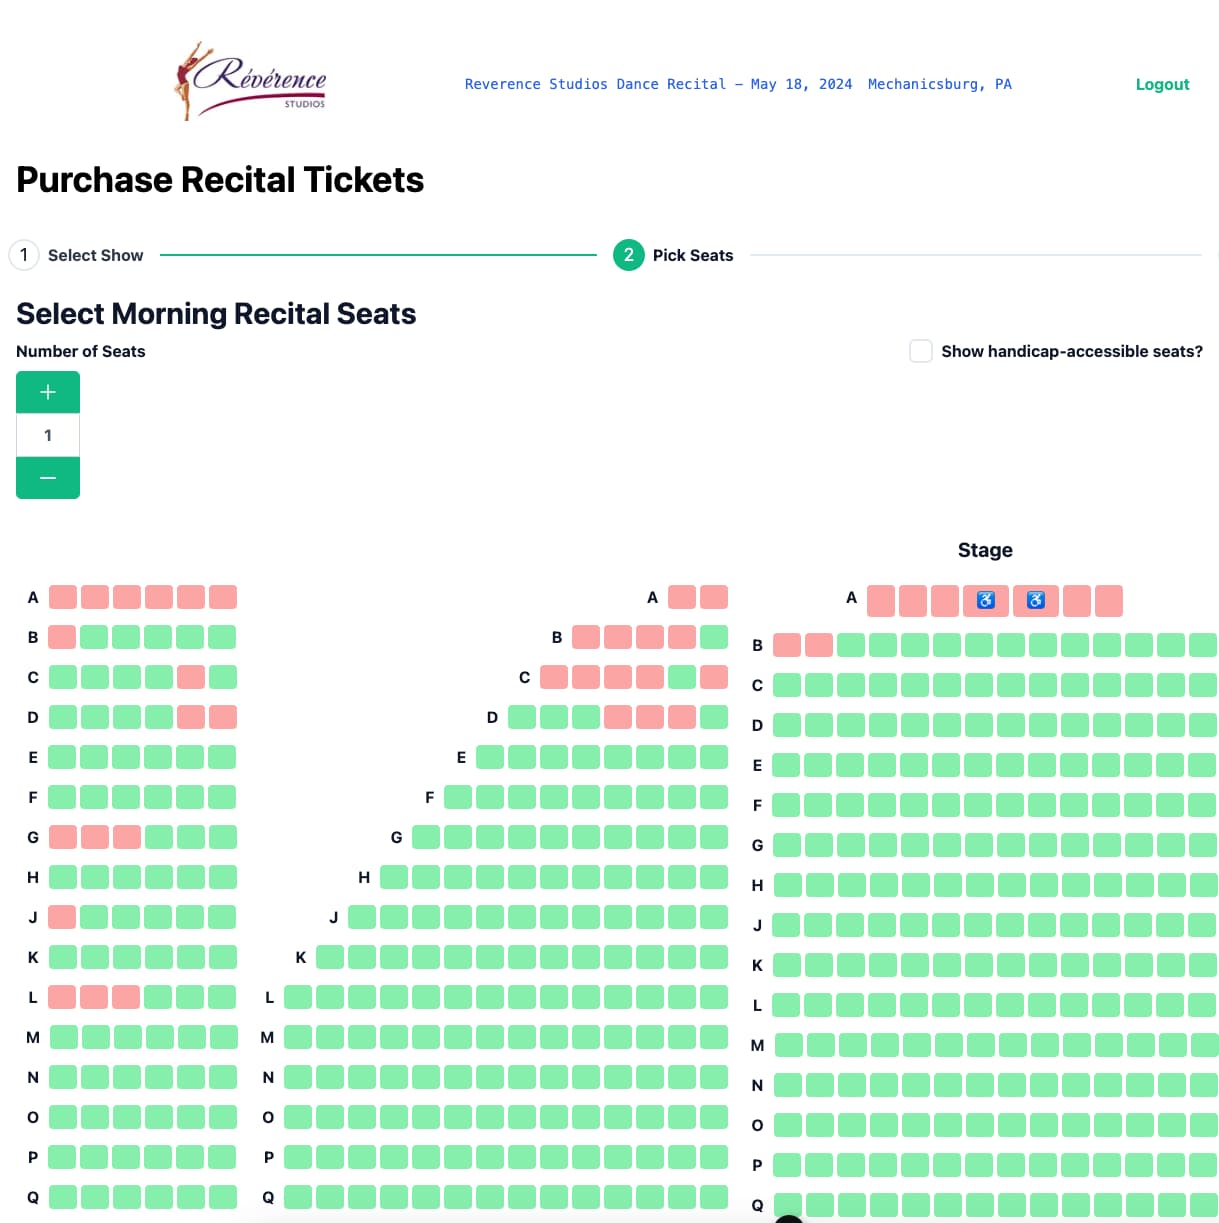 Révérence
STUDIOS
Reverence Studios Dance Recital – May 18, 2024 Mechanicsburg, PA
Logout
Purchase Recital Tickets
1 Select Show
2 Pick Seats
Select Morning Recital Seats
Number of Seats
Show handicap-accessible seats?
+
1
—
Stage
A
B
C
D
E
F
G
H
J
K
L
M
N
O
P
Q
A
B
C
D
E
F
G
H
J
K
L
M
N
O
P
Q
A
B
C
D
E
F
G
H
J
K
L
M
N
O
P
Q